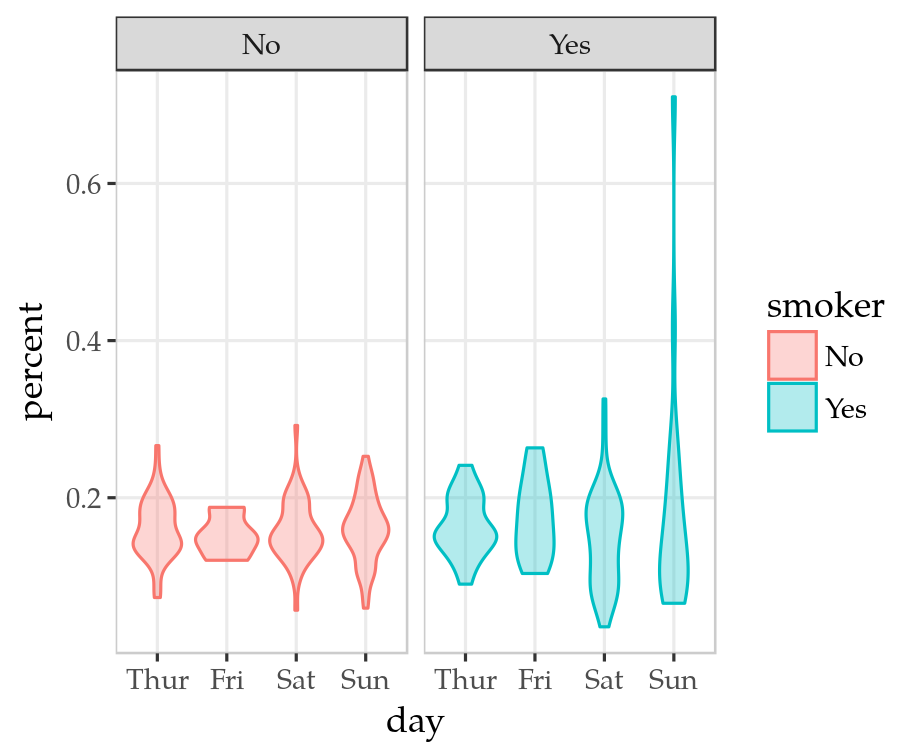 No Yes
0.6
0.4
0.2
percent
Thur Fri Sat Sun Thur Fri Sat Sun
day
smoker
No
Yes